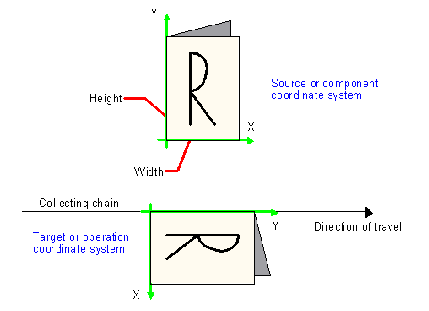 Y
R
Source or component
coordinate system
Height
X
Width
Collecting chain
Y
Direction of travel
Target or operation
coordinate system
R
X